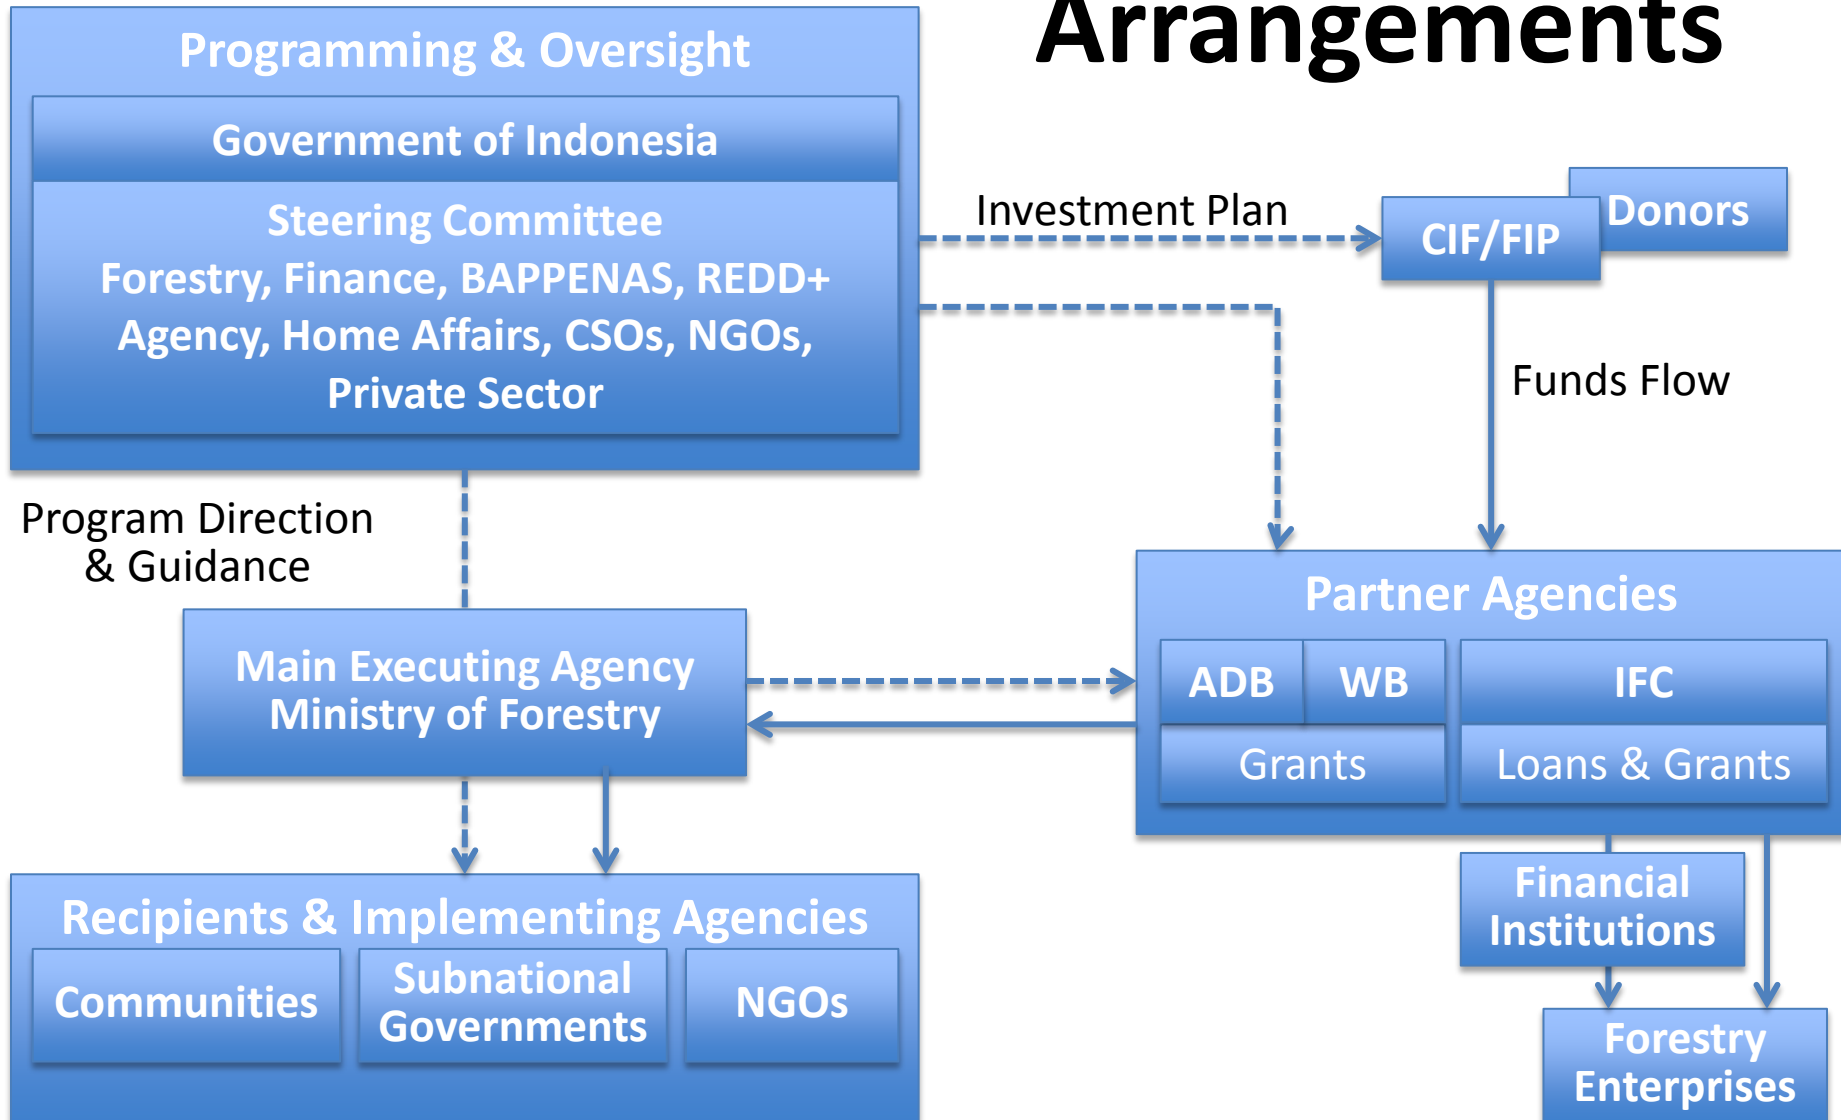 Arrangements
Programming & Oversight
Government of Indonesia
Steering Committee
Forestry, Finance, BAPPENAS, REDD+
Agency, Home Affairs, CSOs, NGOs,
Private Sector
Investment Plan
CIF/FIP
Donors
Funds Flow
Program Direction
& Guidance
Main Executing Agency
Ministry of Forestry
Partner Agencies
ADB
WB
IFC
Grants
Loans & Grants
Recipients & Implementing Agencies
Communities
Subnational
Governments
NGOs
Financial
Institutions
Forestry
Enterprises